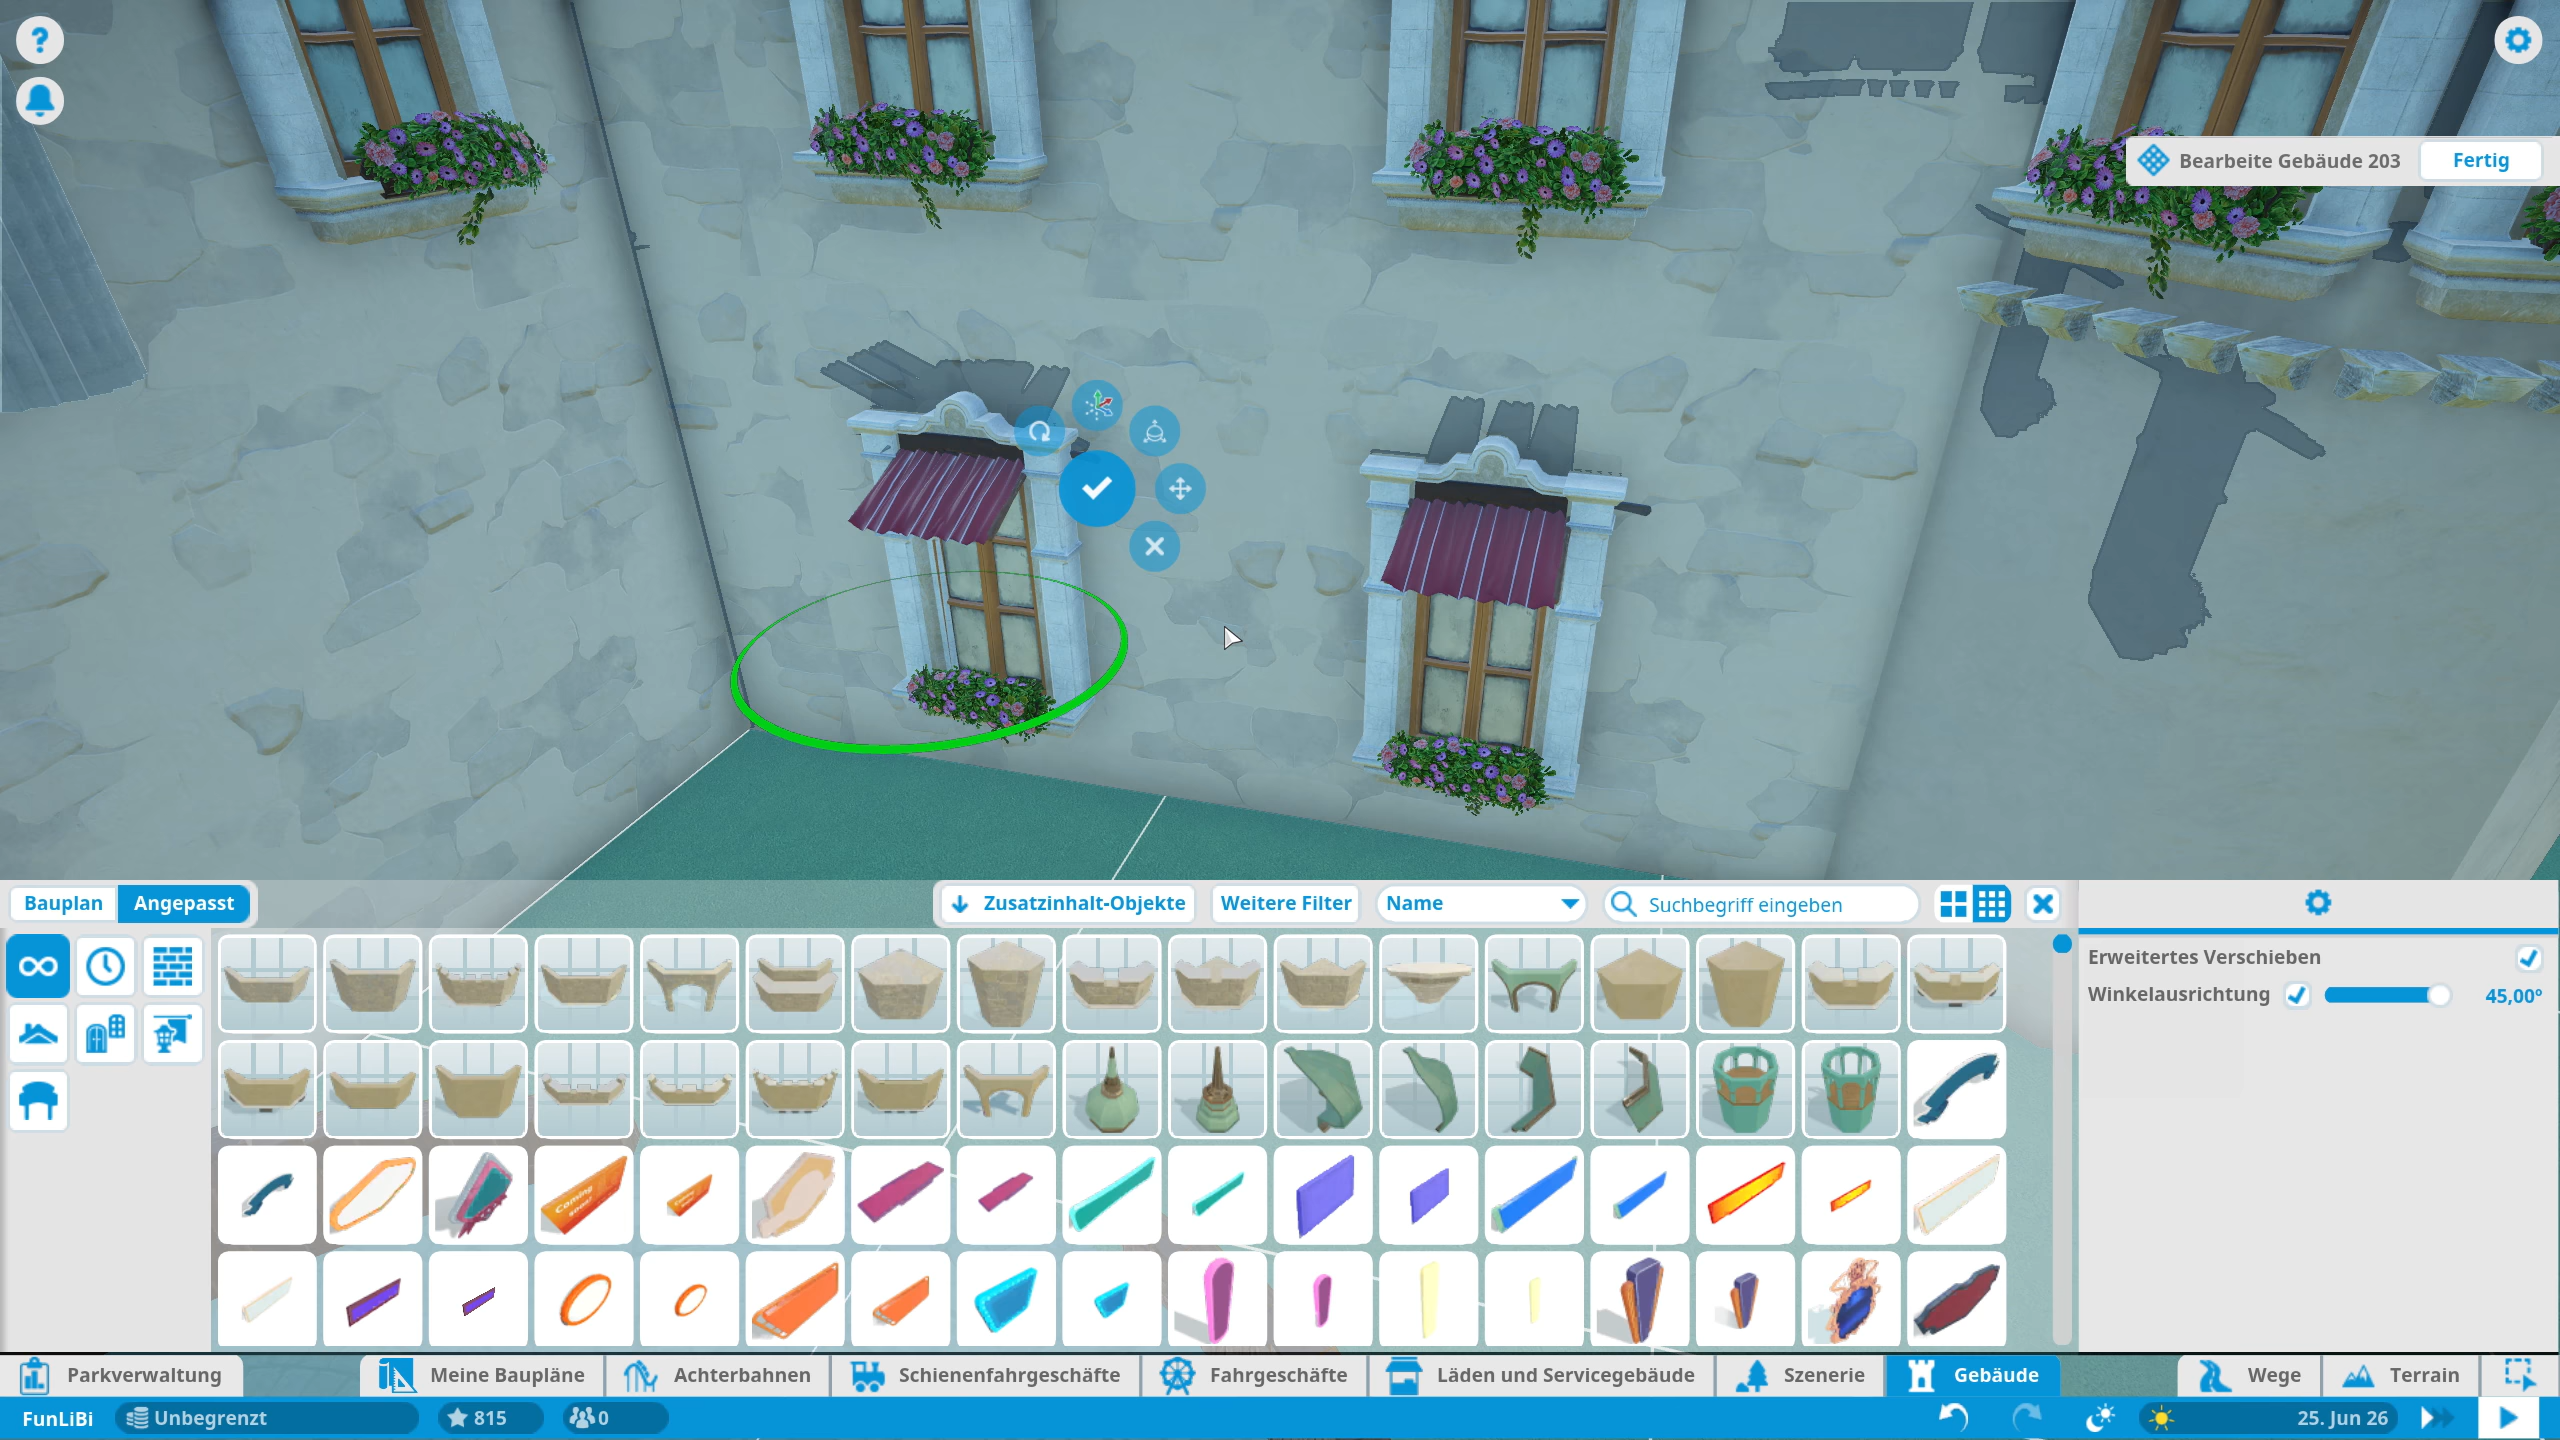 ?
Bearbeite Gebäude 203
Fertig
Bauplan
Angepasst
Zusatzinhalt-Objekte
Weitere Filter
Name
Suchbegriff eingeben
Erweitertes Verschieben
Winkelausrichtung
45,00°
Coming soon!
Parkverwaltung
Meine Baupläne
Achterbahnen
Schienenfahrgeschäfte
Fahrgeschäfte
Läden und Servicegebäude
Szenerie
Gebäude
Wege
Terrain
FunLiBi
Unbegrenzt
815
0
25. Jun 26